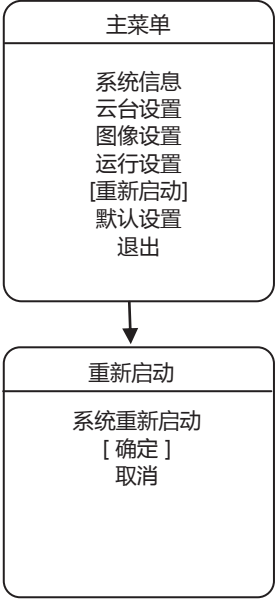 主菜单
系统信息
云台设置
图像设置
运行设置
[重新启动]
默认设置
退出
重新启动
系统重新启动
[ 确定 ]
取消